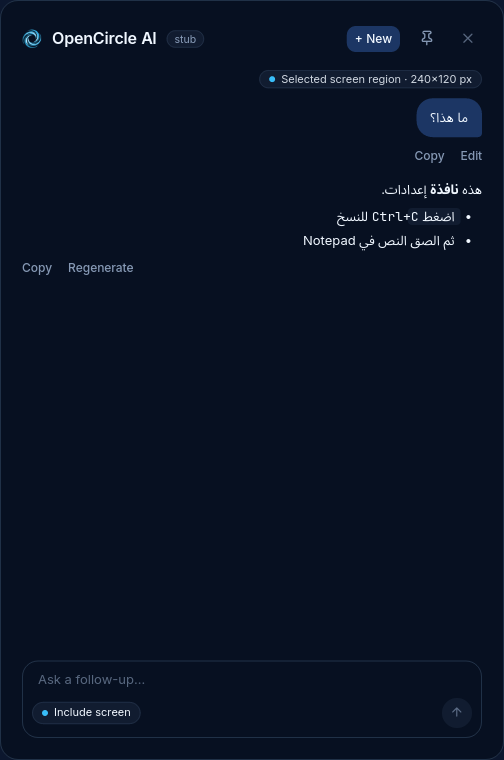 OpenCircle AI stub + New
Selected screen region · 240×120 px
ما هذا؟
Copy Edit
هذه نافذة إعدادات.
• اضغط Ctrl+C للنسخ
• ثم الصق النص في Notepad
Copy Regenerate
Ask a follow-up...
Include screen